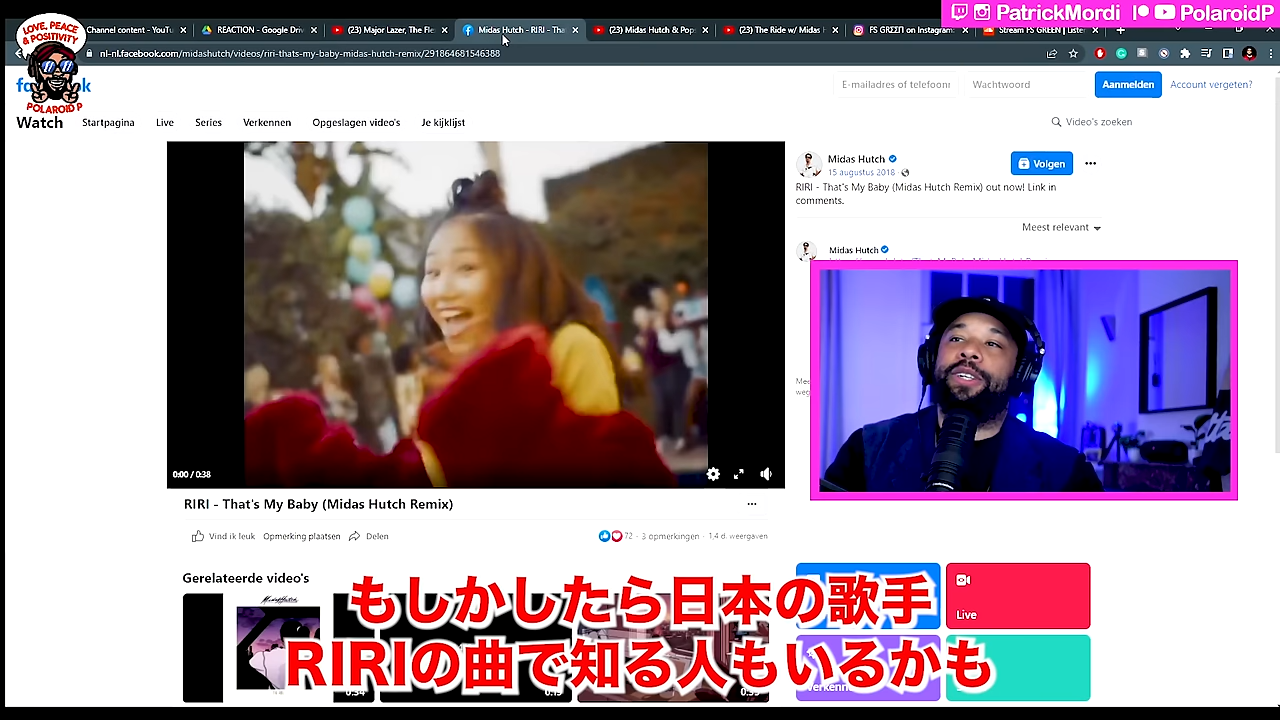 PatrickMordi PolaroidP
LOVE, PEACE
& POSITIVITY
POLAROID P
Channel content - YouTu
REACTION - Google Driv
(23) Major Lazer, The Fle
Midas Hutch - RIRI - Tha
(23) Midas Hutch & Pop
(23) The Ride w/ Midas H
FS GREEN on Instagram
Stream FS GREEN | Listen
nl-nl.facebook.com/midashutch/videos/riri-thats-my-baby-midas-hutch-remix/291864681546388
E-mailadres of telefoonn
Wachtwoord
Aanmelden
Account vergeten?
Watch
Startpagina
Live
Series
Verkennen
Opgeslagen video's
Je kijklijst
Video's zoeken
Midas Hutch
15 augustus 2018
Volgen
RIRI - That's My Baby (Midas Hutch Remix) out now! Link in
comments.
Meest relevant
Midas Hutch
0:00 / 0:38
RIRI - That's My Baby (Midas Hutch Remix)
Vind ik leuk
Opmerking plaatsen
Delen
72 · 3 opmerkingen · 1,4 d. weergaven
Gerelateerde video's
Live
もしかしたら日本の歌手
RIRIの曲で知る人もいるかも